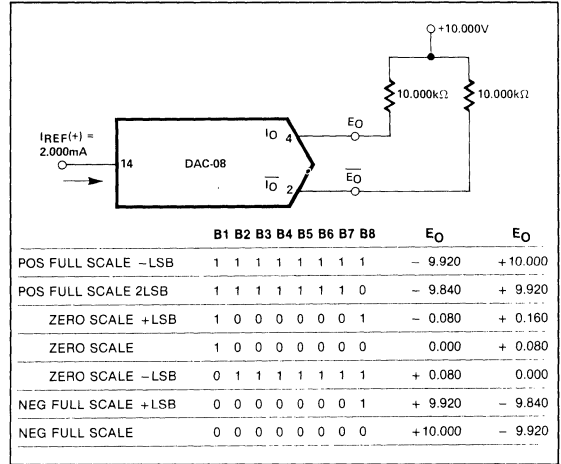 +10.000V
10.000kΩ 10.000kΩ
EO
IO 4
IREF(+) =
2.000mA
14 DAC-08
EO
IO 2
B1 B2 B3 B4 B5 B6 B7 B8 EO EO
POS FULL SCALE –LSB 1 1 1 1 1 1 1 1 – 9.920 +10.000
POS FULL SCALE 2LSB 1 1 1 1 1 1 1 0 – 9.840 + 9.920
ZERO SCALE +LSB 1 0 0 0 0 0 0 1 – 0.080 + 0.160
ZERO SCALE 1 0 0 0 0 0 0 0 0.000 + 0.080
ZERO SCALE –LSB 0 1 1 1 1 1 1 1 + 0.080 0.000
NEG FULL SCALE +LSB 0 0 0 0 0 0 0 1 + 9.920 – 9.840
NEG FULL SCALE 0 0 0 0 0 0 0 0 +10.000 – 9.920